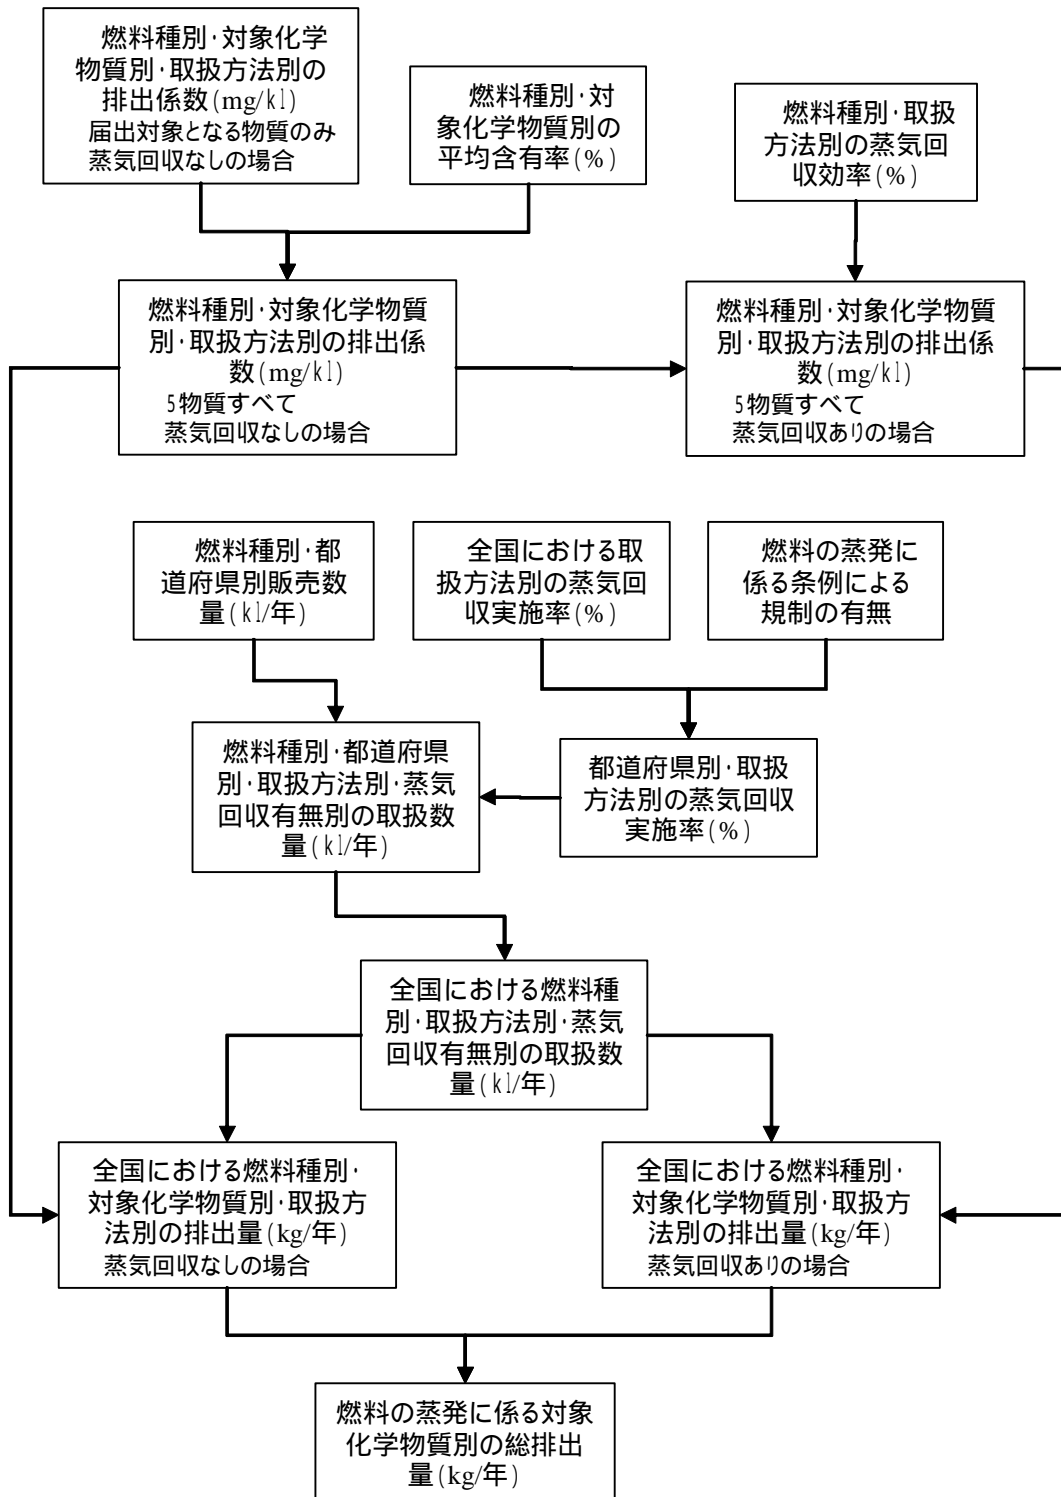 燃料種別･対象化学
物質別･取扱方法別の
排出係数(mg/kl)
届出対象となる物質のみ
蒸気回収なしの場合
燃料種別･対
象化学物質別の
平均含有率(%)
燃料種別･取扱
方法別の蒸気回
収効率(%)
燃料種別･対象化学物質
別･取扱方法別の排出係
数(mg/kl)
5物質すべて
蒸気回収なしの場合
燃料種別･対象化学物質
別･取扱方法別の排出係
数(mg/kl)
5物質すべて
蒸気回収ありの場合
燃料種別･都
道府県別販売数
量(kl/年)
全国における取
扱方法別の蒸気回
収実施率(%)
燃料の蒸発に
係る条例による
規制の有無
燃料種別･都道府県
別･取扱方法別･蒸気
回収有無別の取扱数
量(kl/年)
都道府県別･取扱
方法別の蒸気回収
実施率(%)
全国における燃料種
別･取扱方法別･蒸気
回収有無別の取扱数
量(kl/年)
全国における燃料種別･
対象化学物質別･取扱方
法別の排出量(kg/年)
蒸気回収なしの場合
全国における燃料種別･
対象化学物質別･取扱方
法別の排出量(kg/年)
蒸気回収ありの場合
燃料の蒸発に係る対象
化学物質別の総排出
量(kg/年)